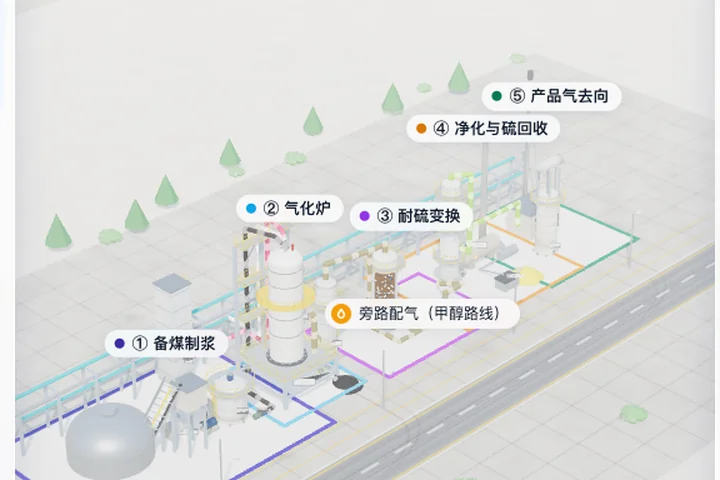 ⑤ 产品气去向
④ 净化与硫回收
② 气化炉
③ 耐硫变换
旁路配气（甲醇路线）
① 备煤制浆